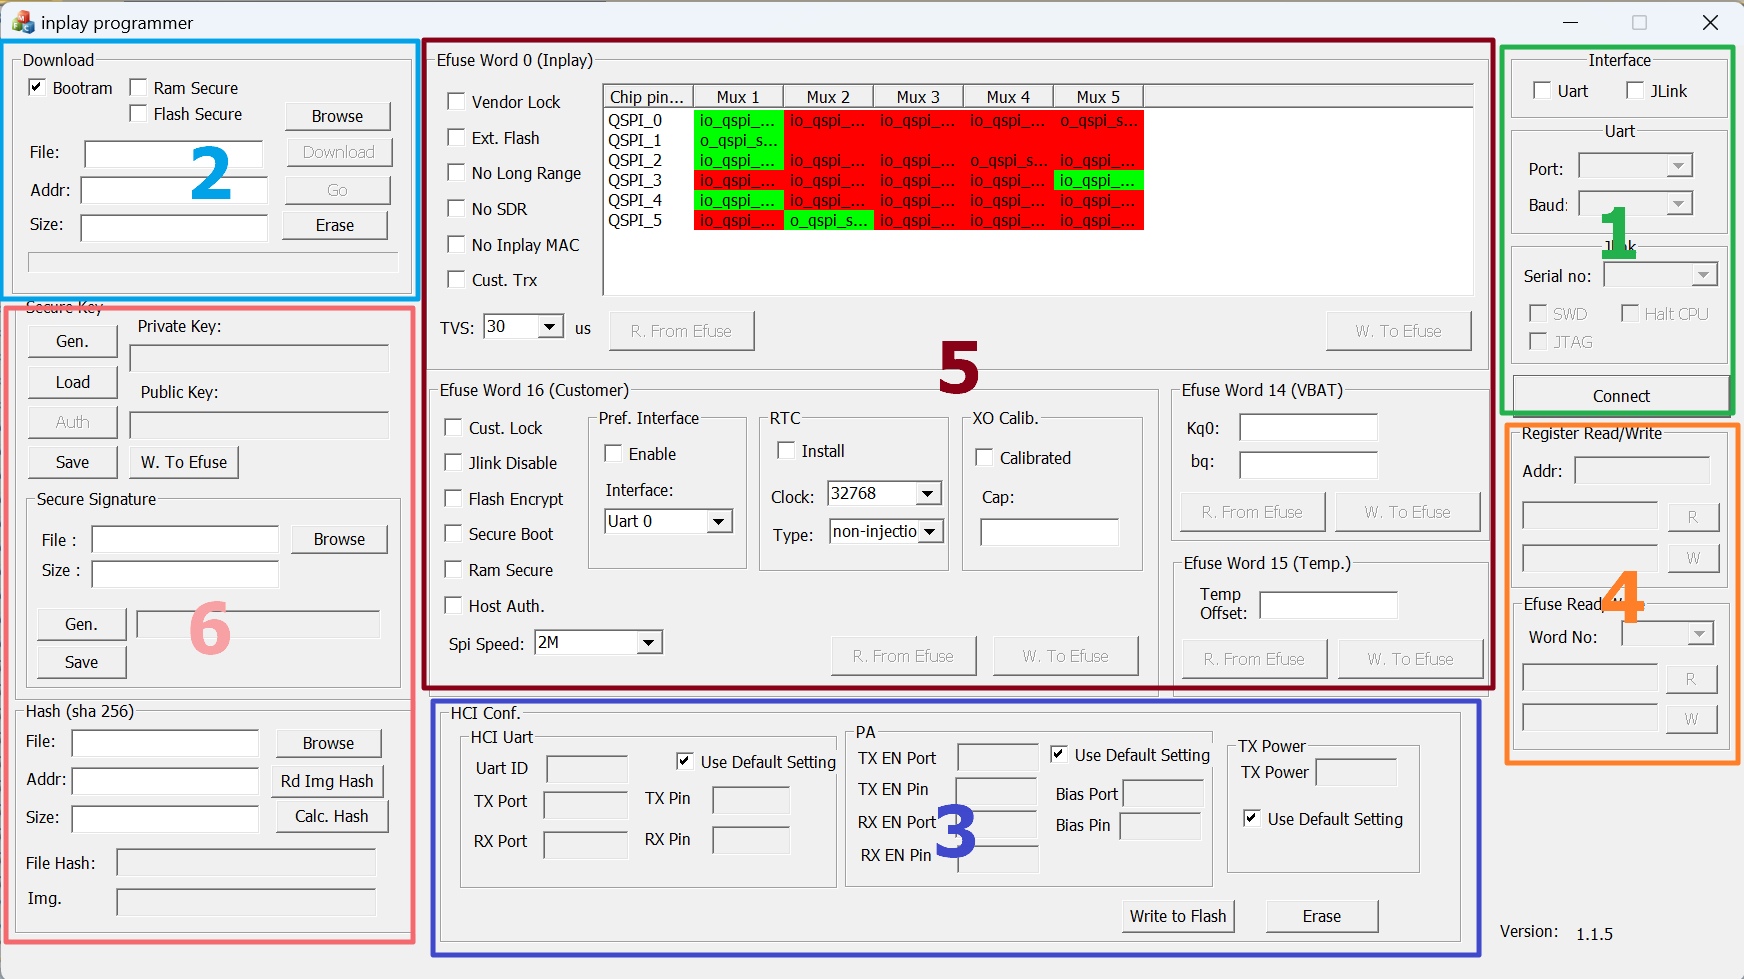 inplay programmer
Download
Bootram
Ram Secure
Flash Secure
Browse
File:
Download
Addr:
Go
Size:
Erase
2
Secure Key
Gen.
Private Key:
Load
Public Key:
Auth
Save
W. To Efuse
Secure Signature
File :
Browse
Size :
Gen.
Save
6
Hash (sha 256)
File:
Browse
Addr:
Rd Img Hash
Size:
Calc. Hash
File Hash:
Img.
Efuse Word 0 (Inplay)
Vendor Lock
Ext. Flash
No Long Range
No SDR
No Inplay MAC
Cust. Trx
Chip pin... Mux 1 Mux 2 Mux 3 Mux 4 Mux 5
QSPI_0 io_qspi_... io_qspi_... io_qspi_... io_qspi_... o_qspi_s...
QSPI_1 o_qspi_s...
QSPI_2 io_qspi_... io_qspi_... io_qspi_... o_qspi_s... io_qspi_...
QSPI_3 io_qspi_... io_qspi_... io_qspi_... io_qspi_... io_qspi_...
QSPI_4 io_qspi_... io_qspi_... io_qspi_... io_qspi_... io_qspi_...
QSPI_5 io_qspi_... o_qspi_s... io_qspi_... io_qspi_... io_qspi_...
TVS: 30 us
R. From Efuse
W. To Efuse
5
Efuse Word 16 (Customer)
Cust. Lock
Jlink Disable
Flash Encrypt
Secure Boot
Ram Secure
Host Auth.
Spi Speed: 2M
Pref. Interface
Enable
Interface:
Uart 0
RTC
Install
Clock: 32768
Type: non-injectio
XO Calib.
Calibrated
Cap:
R. From Efuse
W. To Efuse
Efuse Word 14 (VBAT)
Kq0:
bq:
R. From Efuse
W. To Efuse
Efuse Word 15 (Temp.)
Temp
Offset:
R. From Efuse
W. To Efuse
HCI Conf.
HCI Uart
Uart ID
Use Default Setting
TX Port
TX Pin
RX Port
RX Pin
PA
TX EN Port
Use Default Setting
TX EN Pin
Bias Port
RX EN Port
Bias Pin
RX EN Pin
3
TX Power
TX Power
Use Default Setting
Write to Flash
Erase
Interface
Uart
JLink
Uart
Port:
Baud:
1
Serial no:
SWD
Halt CPU
JTAG
Connect
Register Read/Write
Addr:
R
W
4
Efuse Read
Word No:
R
W
Version: 1.1.5